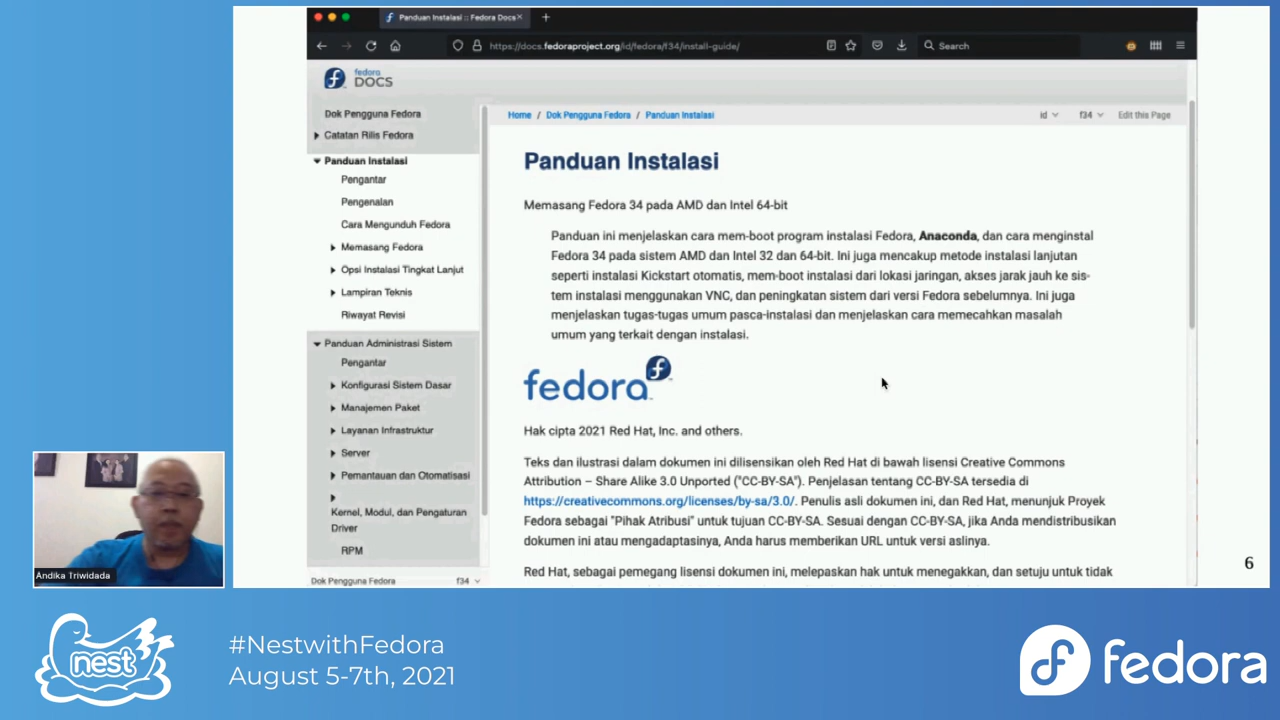 Panduan Instalasi :: Fedora Docs
https://docs.fedoraproject.org/id/fedora/f34/install-guide/
Search
fedora
DOCS
Dok Pengguna Fedora
Catatan Rilis Fedora
Panduan Instalasi
Pengantar
Pengenalan
Cara Mengunduh Fedora
Memasang Fedora
Opsi Instalasi Tingkat Lanjut
Lampiran Teknis
Riwayat Revisi
Panduan Administrasi Sistem
Pengantar
Konfigurasi Sistem Dasar
Manajemen Paket
Layanan Infrastruktur
Server
Pemantauan dan Otomatisasi
Kernel, Modul, dan Pengaturan
Driver
RPM
Dok Pengguna Fedora f34
Home / Dok Pengguna Fedora / Panduan Instalasi
id f34 Edit this Page
Panduan Instalasi
Memasang Fedora 34 pada AMD dan Intel 64-bit
Panduan ini menjelaskan cara mem-boot program instalasi Fedora, Anaconda, dan cara menginstal
Fedora 34 pada sistem AMD dan Intel 32 dan 64-bit. Ini juga mencakup metode instalasi lanjutan
seperti instalasi Kickstart otomatis, mem-boot instalasi dari lokasi jaringan, akses jarak jauh ke sis-
tem instalasi menggunakan VNC, dan peningkatan sistem dari versi Fedora sebelumnya. Ini juga
menjelaskan tugas-tugas umum pasca-instalasi dan menjelaskan cara memecahkan masalah
umum yang terkait dengan instalasi.
fedora
Hak cipta 2021 Red Hat, Inc. and others.
Teks dan ilustrasi dalam dokumen ini dilisensikan oleh Red Hat di bawah lisensi Creative Commons
Attribution – Share Alike 3.0 Unported ("CC-BY-SA"). Penjelasan tentang CC-BY-SA tersedia di
https://creativecommons.org/licenses/by-sa/3.0/. Penulis asli dokumen ini, dan Red Hat, menunjuk Proyek
Fedora sebagai "Pihak Atribusi" untuk tujuan CC-BY-SA. Sesuai dengan CC-BY-SA, jika Anda mendistribusikan
dokumen ini atau mengadaptasinya, Anda harus memberikan URL untuk versi aslinya.
Red Hat, sebagai pemegang lisensi dokumen ini, melepaskan hak untuk menegakkan, dan setuju untuk tidak
6
Andika Triwidada
nest
#NestwithFedora
August 5-7th, 2021
fedora